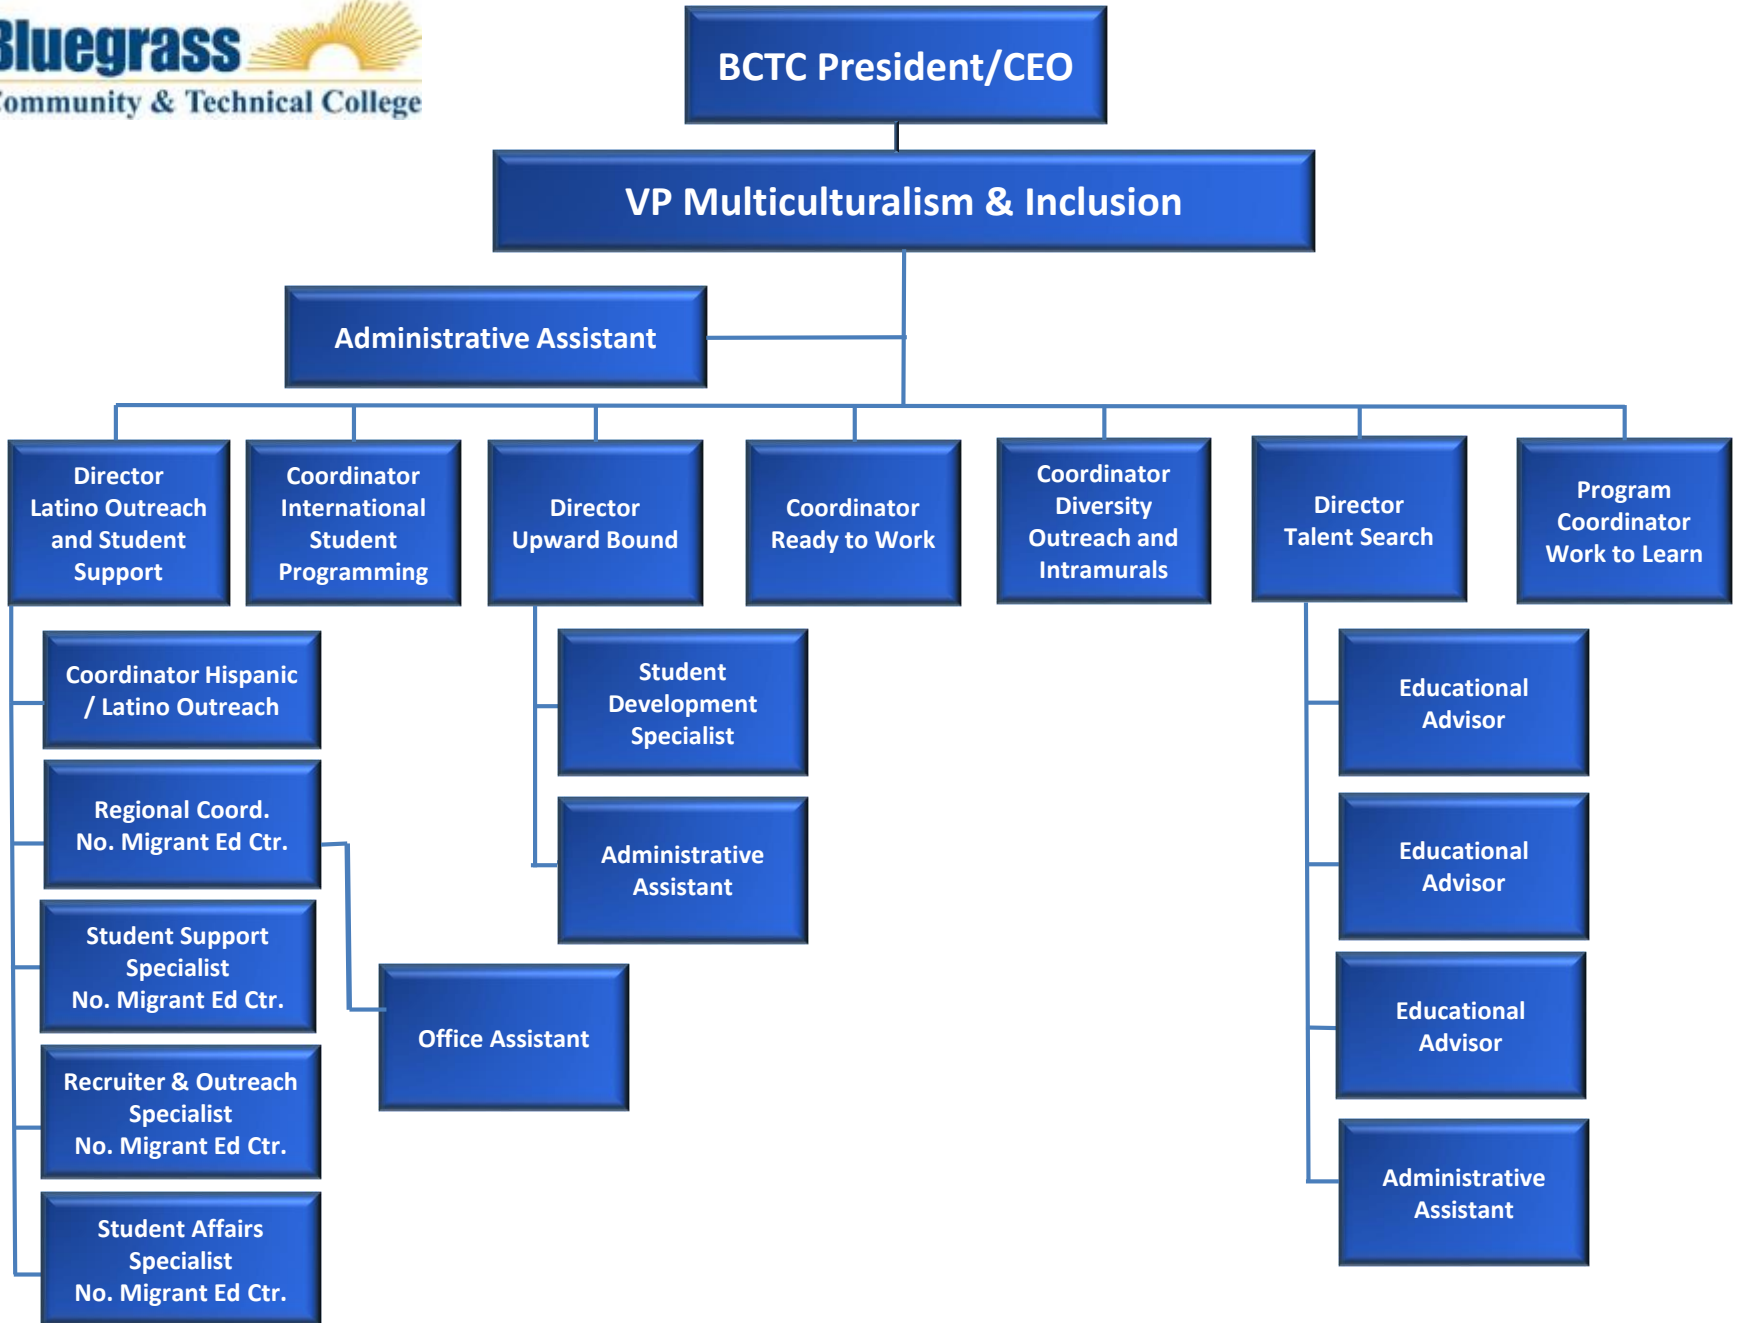 Bluegrass
Community & Technical College
BCTC President/CEO
VP Multiculturalism & Inclusion
Administrative Assistant
Director
Latino Outreach
and Student
Support
Coordinator
International
Student
Programming
Director
Upward Bound
Coordinator
Ready to Work
Coordinator
Diversity
Outreach and
Intramurals
Director
Talent Search
Program
Coordinator
Work to Learn
Coordinator Hispanic
/ Latino Outreach
Regional Coord.
No. Migrant Ed Ctr.
Student Support
Specialist
No. Migrant Ed Ctr.
Recruiter & Outreach
Specialist
No. Migrant Ed Ctr.
Student Affairs
Specialist
No. Migrant Ed Ctr.
Office Assistant
Student
Development
Specialist
Administrative
Assistant
Educational
Advisor
Educational
Advisor
Educational
Advisor
Administrative
Assistant